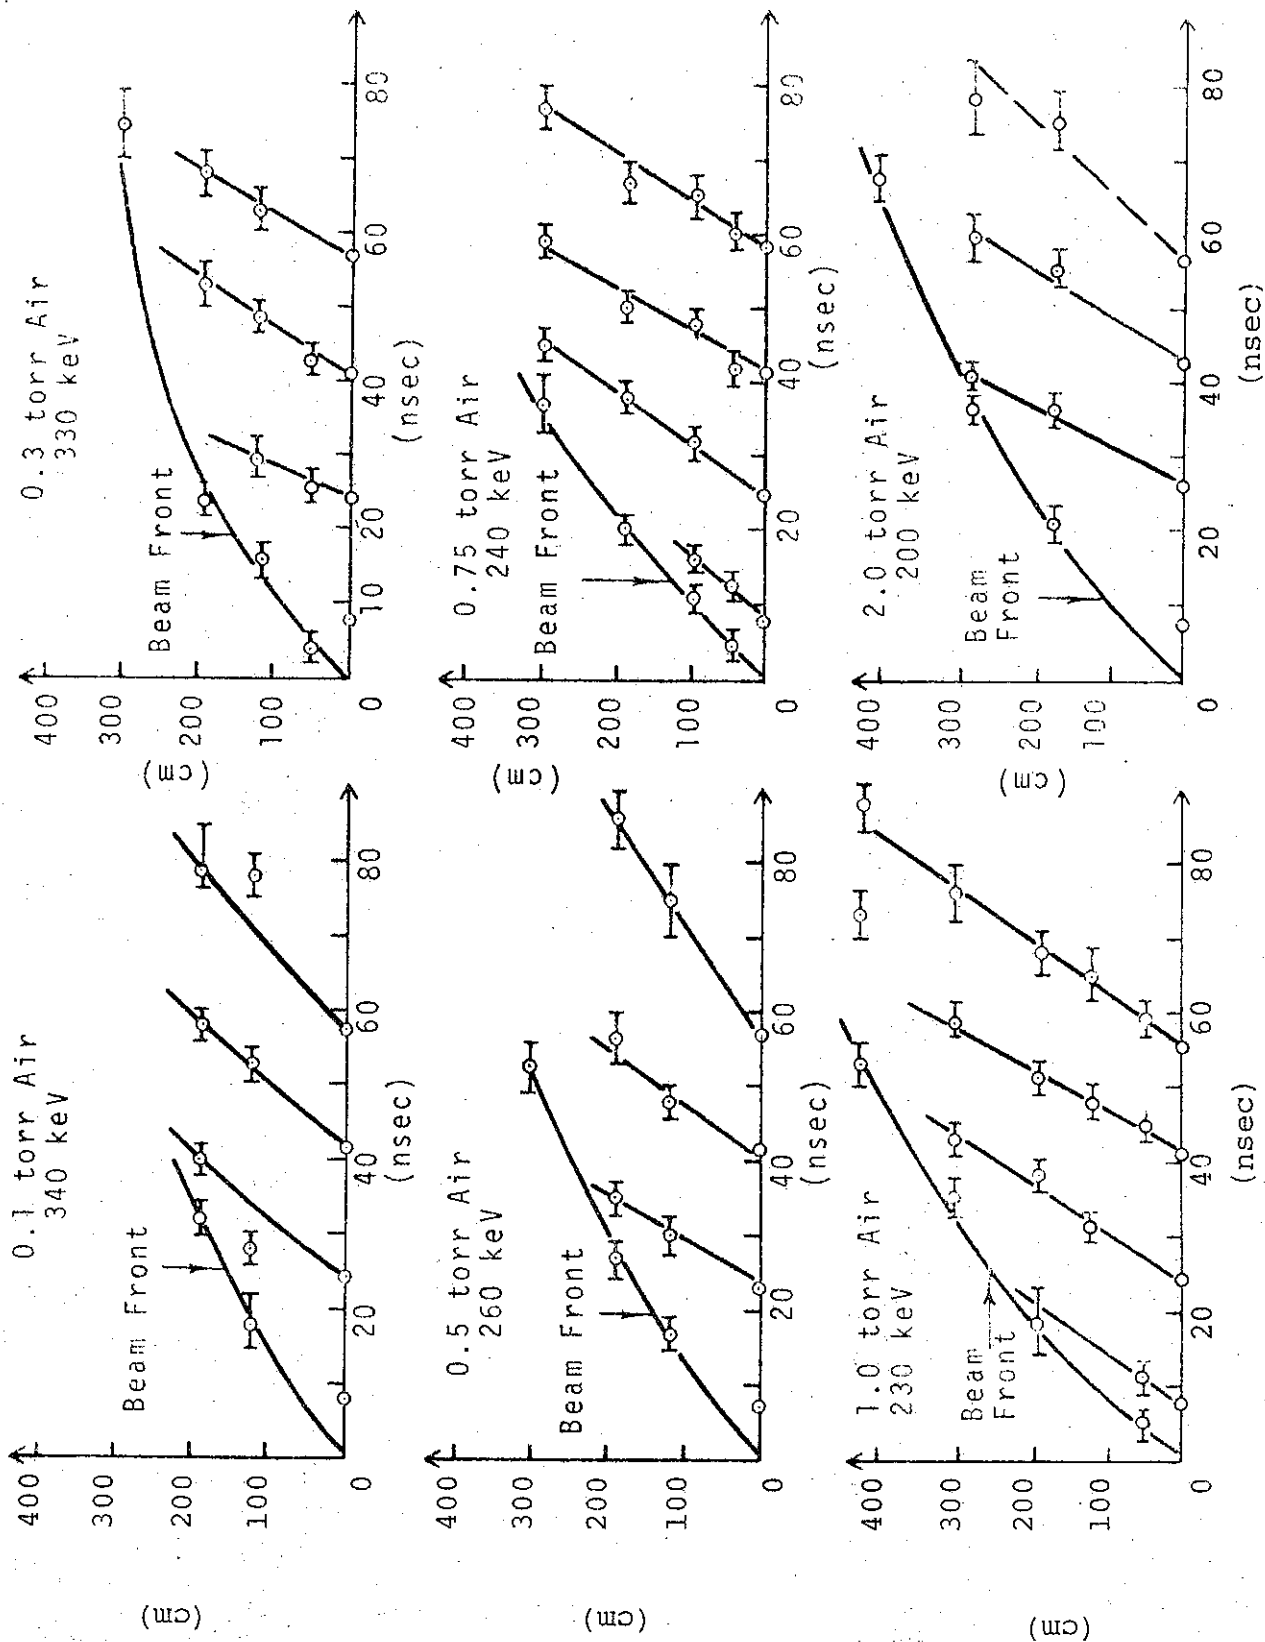 0.1 torr Air
340 keV
Beam Front
(cm)
400
300
200
100
0
20
40
60
80
(nsec)
0.3 torr Air
330 keV
Beam Front
(cm)
400
300
200
100
0
10
20
40
60
80
(nsec)
0.5 torr Air
260 keV
Beam Front
(cm)
400
300
200
100
0
20
40
60
80
(nsec)
0.75 torr Air
240 keV
Beam Front
(cm)
400
300
200
100
0
20
40
60
80
(nsec)
1.0 torr Air
230 keV
Beam
Front
(cm)
400
300
200
100
0
20
40
60
80
(nsec)
2.0 torr Air
200 keV
Beam
Front
(cm)
400
300
200
100
0
20
40
60
80
(nsec)